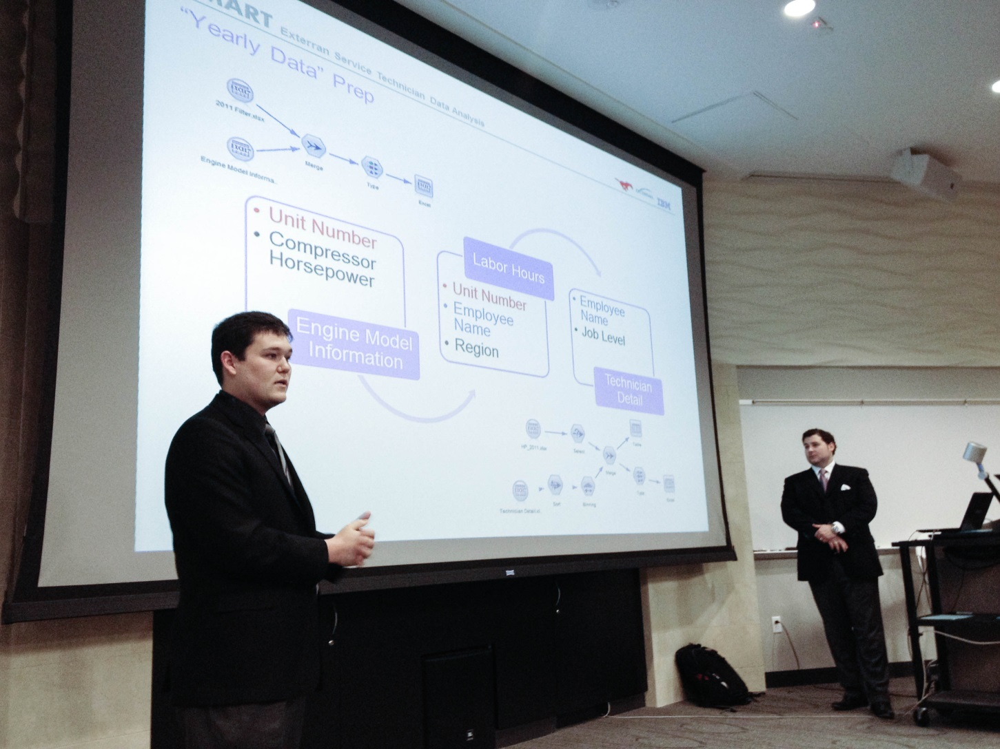 MART Exterran Service Technician Data Analysis
"Yearly Data" Prep
2011 Filter.xlsx
Engine Model Informa..
Merge
Type
Excel
IBM
• Unit Number
• Compressor
Horsepower
Engine Model
Information
Labor Hours
• Unit Number
• Employee
Name
• Region
• Employee
Name
• Job Level
Technician
Detail
HP_2011.xlsx
Select
Merge
Table
Type
Excel
Technician Detail.xl..
Sort
Binning